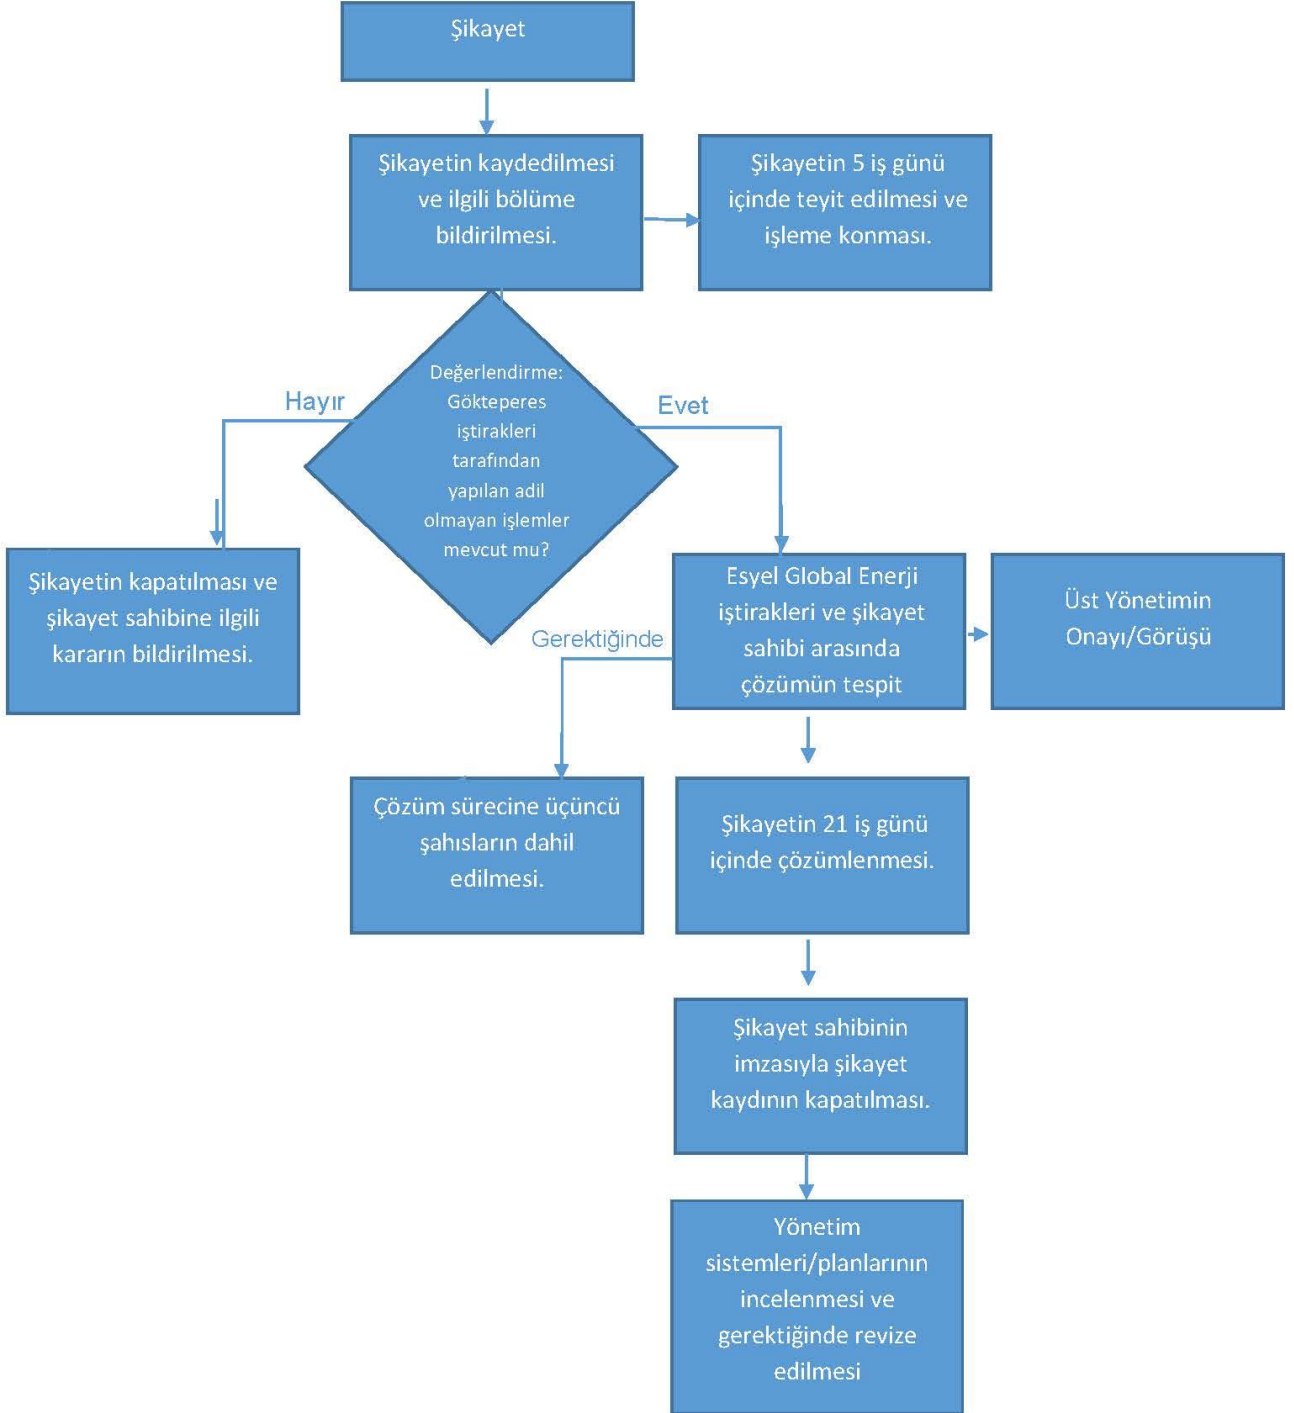 Şikayet
Şikayetin kaydedilmesi
ve ilgili bölüme
bildirilmesi.
Şikayetin 5 iş günü
içinde teyit edilmesi ve
işleme konması.
Değerlendirme:
Gökteperes
iştirakleri
tarafından
yapılan adil
olmayan işlemler
mevcut mu?
Hayır
Evet
Şikayetin kapatılması ve
şikayet sahibine ilgili
kararın bildirilmesi.
Esyel Global Enerji
iştirakleri ve şikayet
sahibi arasında
çözümün tespit
Üst Yönetimin
Onayı/Görüşü
Gerektiğinde
Çözüm sürecine üçüncü
şahısların dahil
edilmesi.
Şikayetin 21 iş günü
içinde çözümlenmesi.
Şikayet sahibinin
imzasıyla şikayet
kaydının kapatılması.
Yönetim
sistemleri/planlarının
incelenmesi ve
gerektiğinde revize
edilmesi